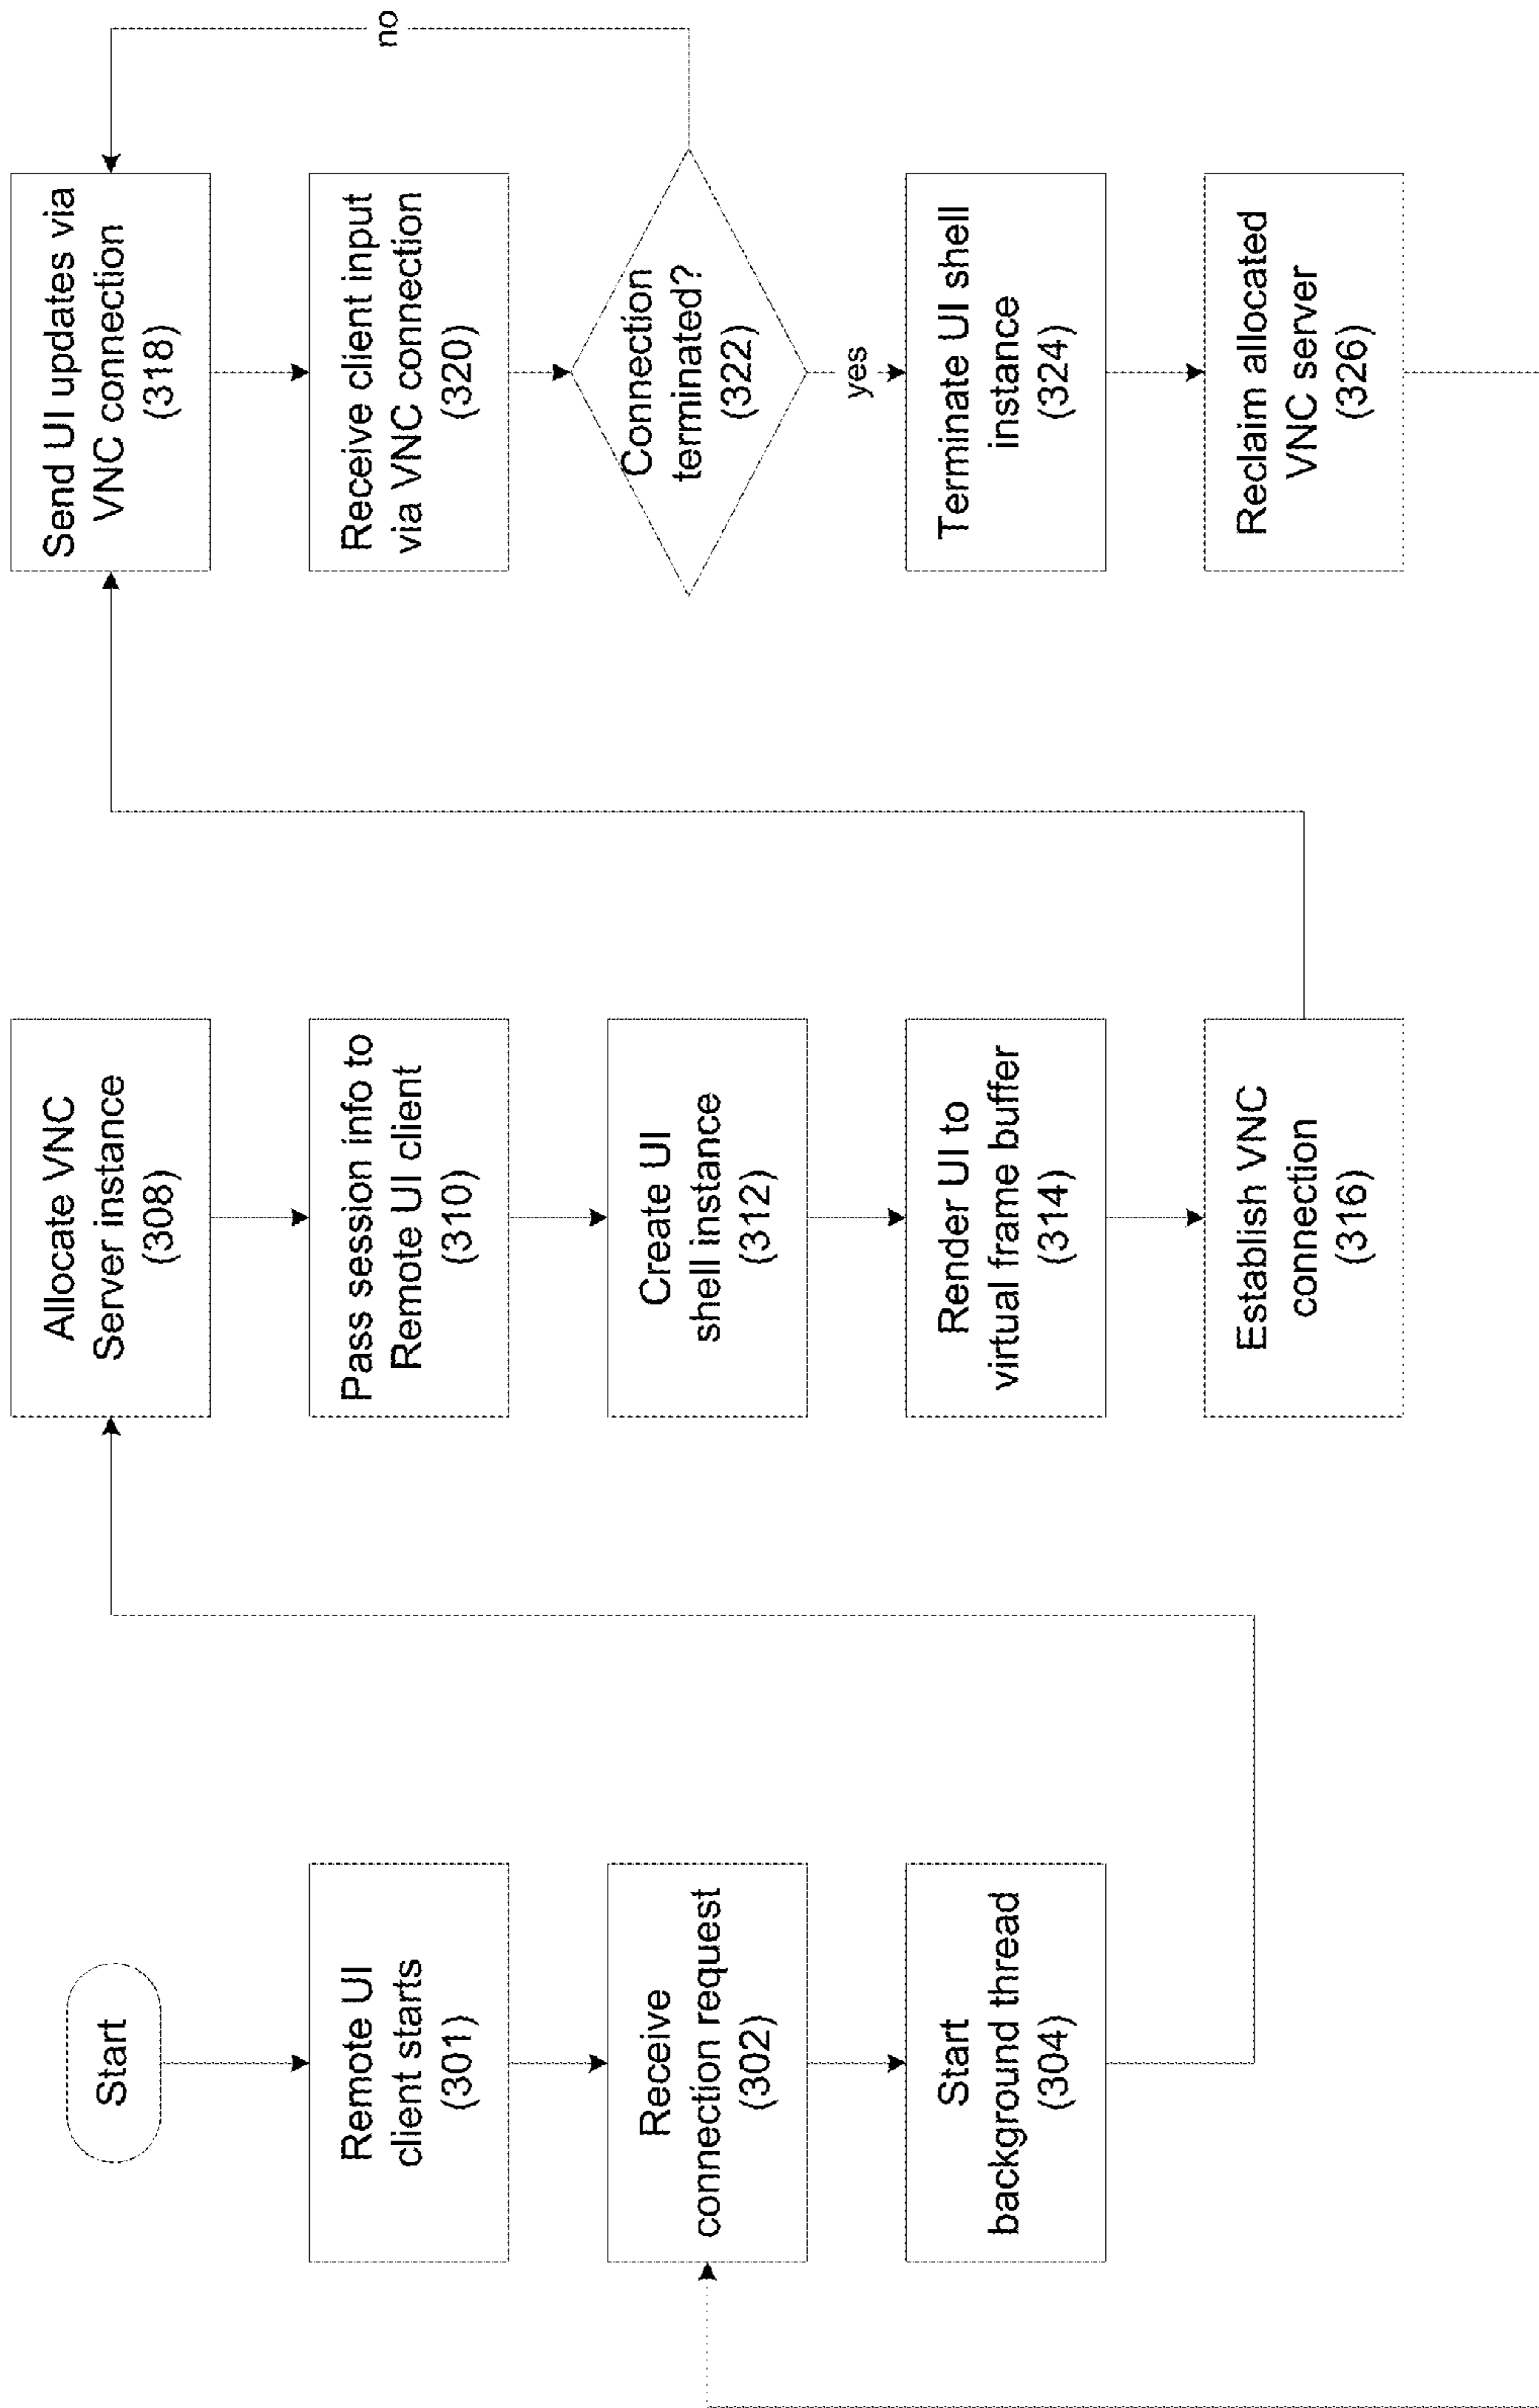 Start
Remote UI
client starts
(301)
Receive
connection request
(302)
Start
background thread
(304)
Allocate VNC
Server instance
(308)
Pass session info to
Remote UI client
(310)
Create UI
shell instance
(312)
Render UI to
virtual frame buffer
(314)
Establish VNC
connection
(316)
Send UI updates via
VNC connection
(318)
Receive client input
via VNC connection
(320)
Connection
terminated?
(322)
no
yes
Terminate UI shell
instance
(324)
Reclaim allocated
VNC server
(326)